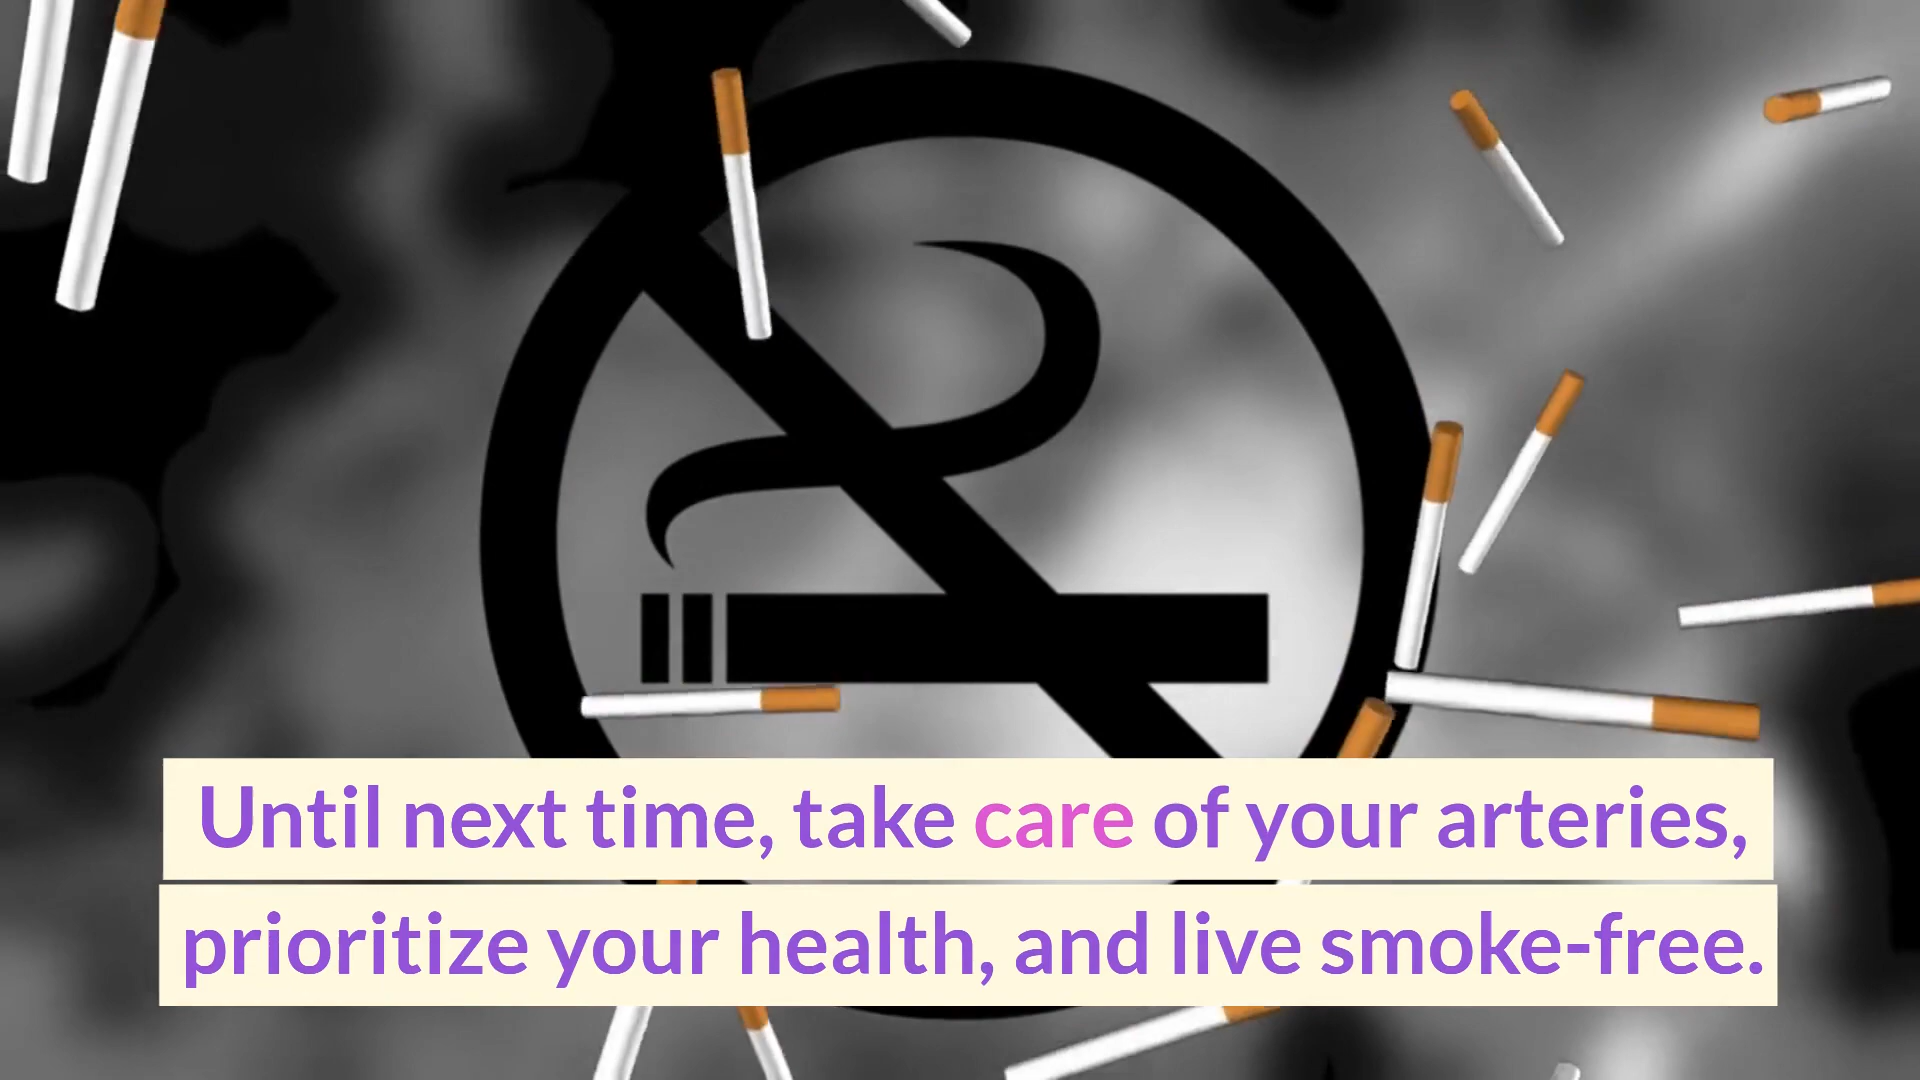 Until next time, take care of your arteries,
prioritize your health, and live smoke-free.